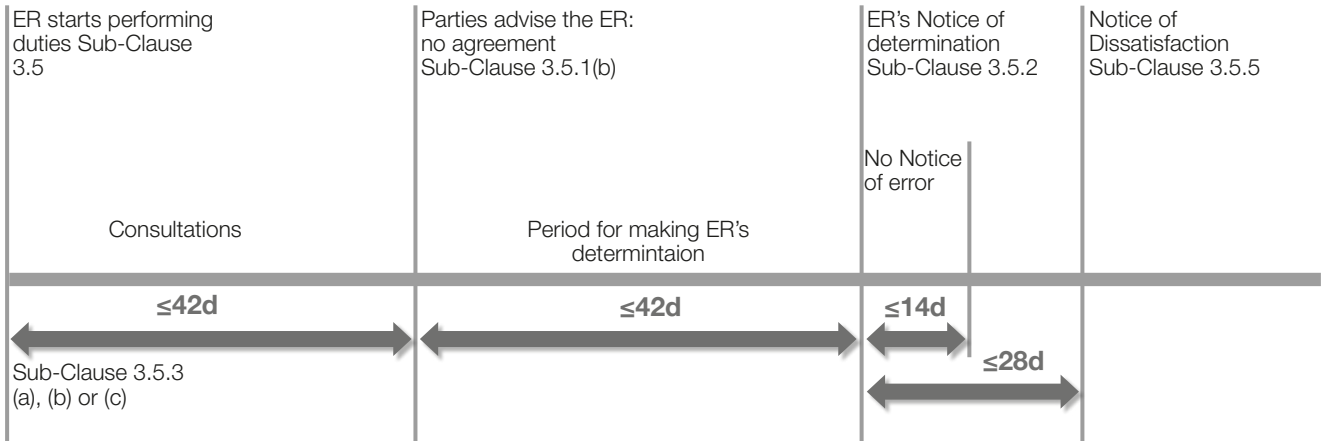 ER starts performing
duties Sub-Clause
3.5
Parties advise the ER:
no agreement
Sub-Clause 3.5.1(b)
ER's Notice of
determination
Sub-Clause 3.5.2
Notice of
Dissatisfaction
Sub-Clause 3.5.5
No Notice
of error
Consultations
Period for making ER's
determintaion
≤42d
≤42d
≤14d
≤28d
Sub-Clause 3.5.3
(a), (b) or (c)